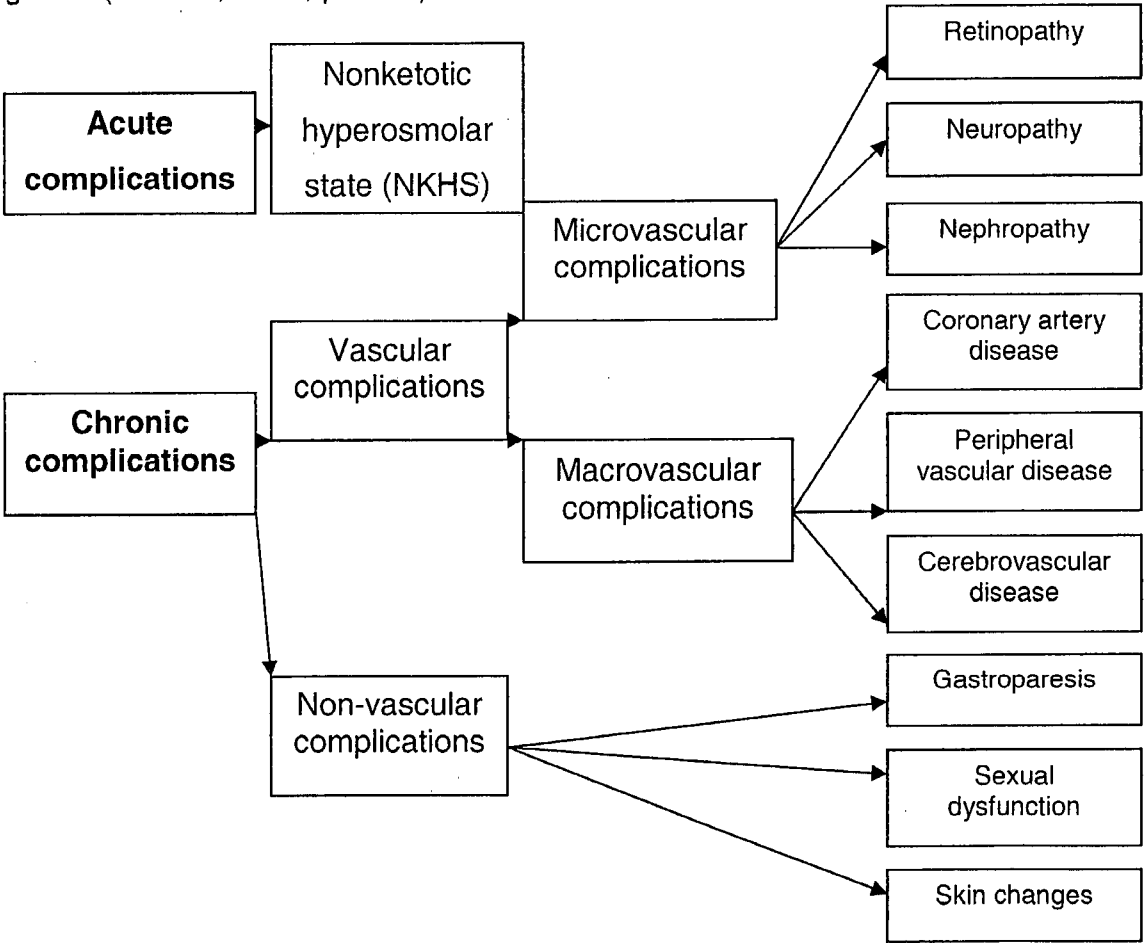 Acute
complications
Nonketotic
hyperosmolar
state (NKHS)
Chronic
complications
Vascular
complications
Non-vascular
complications
Microvascular
complications
Macrovascular
complications
Retinopathy
Neuropathy
Nephropathy
Coronary artery
disease
Peripheral
vascular disease
Cerebrovascular
disease
Gastroparesis
Sexual
dysfunction
Skin changes